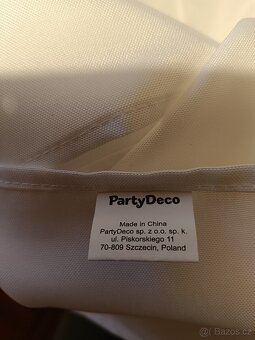 PartyDeco
Made in China
PartyDeco sp. z o.o. sp. k.
ul. Piskorskiego 11
70-809 Szczecin, Poland
Bazos.cz